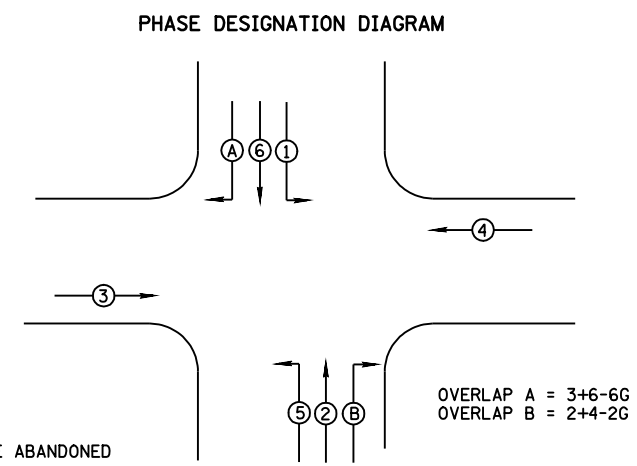 PHASE DESIGNATION DIAGRAM
A 6 1
4
3
5 2 B
OVERLAP A = 3+6-6G
OVERLAP B = 2+4-2G
ABANDONED